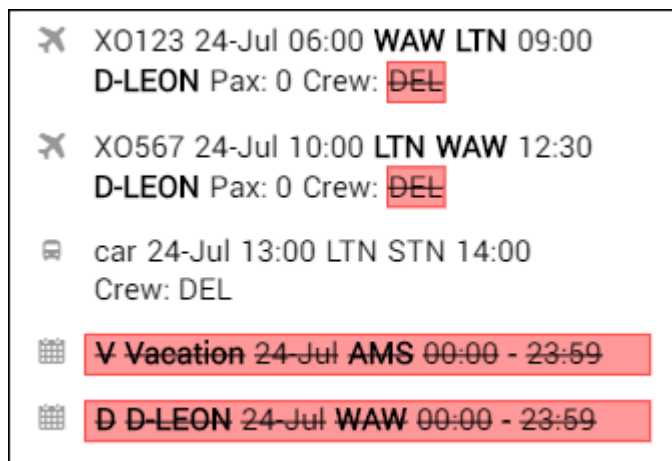 XO123 24-Jul 06:00 WAW LTN 09:00
D-LEON Pax: 0 Crew: DEL
XO567 24-Jul 10:00 LTN WAW 12:30
D-LEON Pax: 0 Crew: DEL
car 24-Jul 13:00 LTN STN 14:00
Crew: DEL
V Vacation 24-Jul AMS 00:00 - 23:59
D D-LEON 24-Jul WAW 00:00 - 23:59